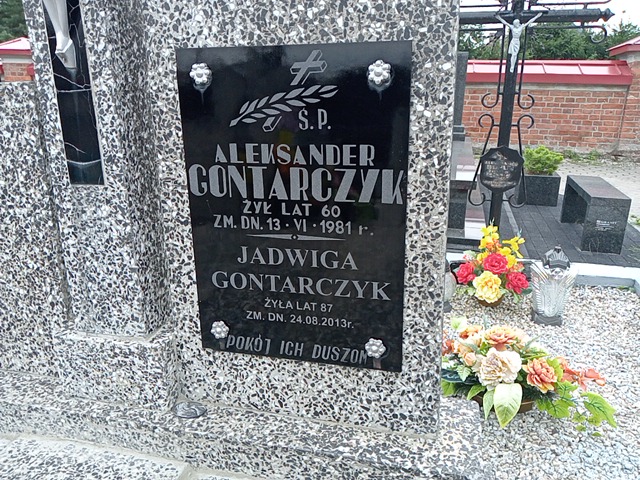 Ś.P.
ALEKSANDER
GONTARCZYK
ŻYŁ LAT 60
ZM. DN. 13 · VI · 1981 r.
JADWIGA
GONTARCZYK
ŻYŁA LAT 87
ZM. DN. 24.08.2013r.
POKÓJ ICH DUSZOM